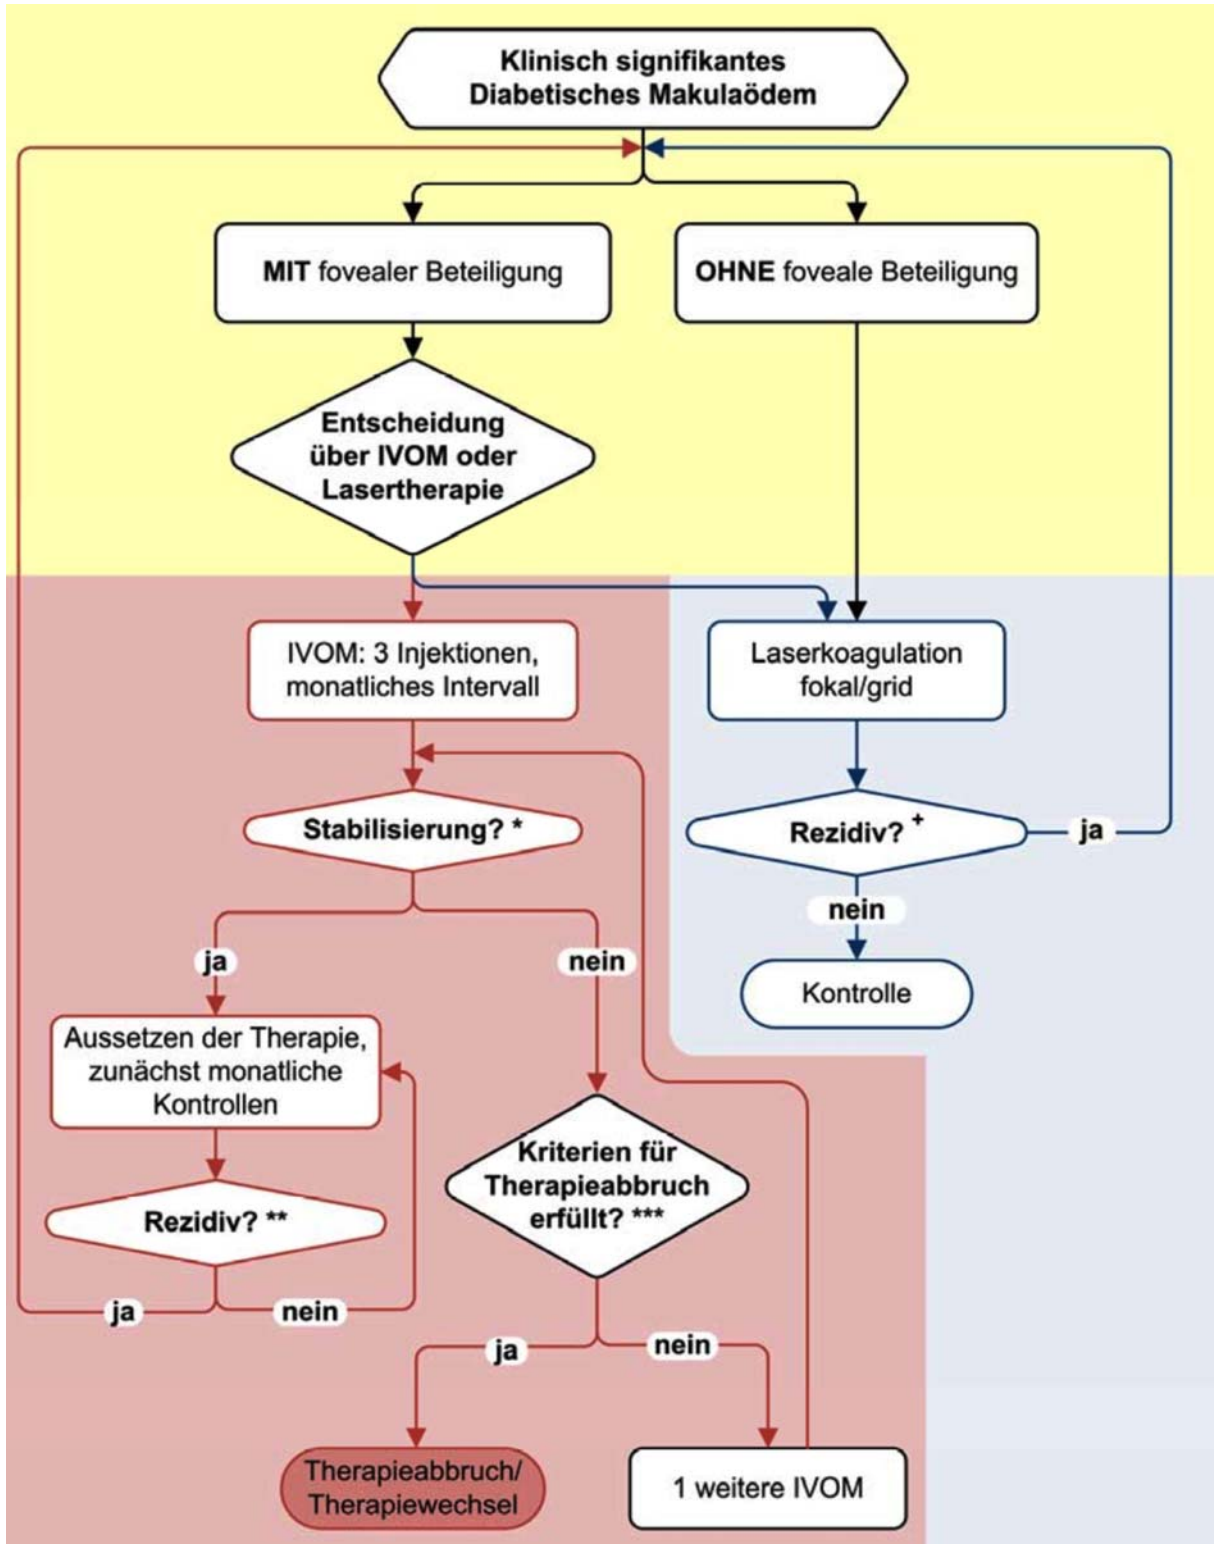 Klinisch signifikantes
Diabetisches Makulaödem
MIT fovealer Beteiligung
OHNE foveale Beteiligung
Entscheidung
über IVOM oder
Lasertherapie
IVOM: 3 Injektionen,
monatliches Intervall
Laserkoagulation
fokal/grid
Stabilisierung? *
Rezidiv? +
ja
nein
ja
nein
Kontrolle
Aussetzen der Therapie,
zunächst monatliche
Kontrollen
Kriterien für
Therapieabbruch
erfüllt? ***
Rezidiv? **
ja
nein
ja
nein
Therapieabbruch/
Therapiewechsel
1 weitere IVOM